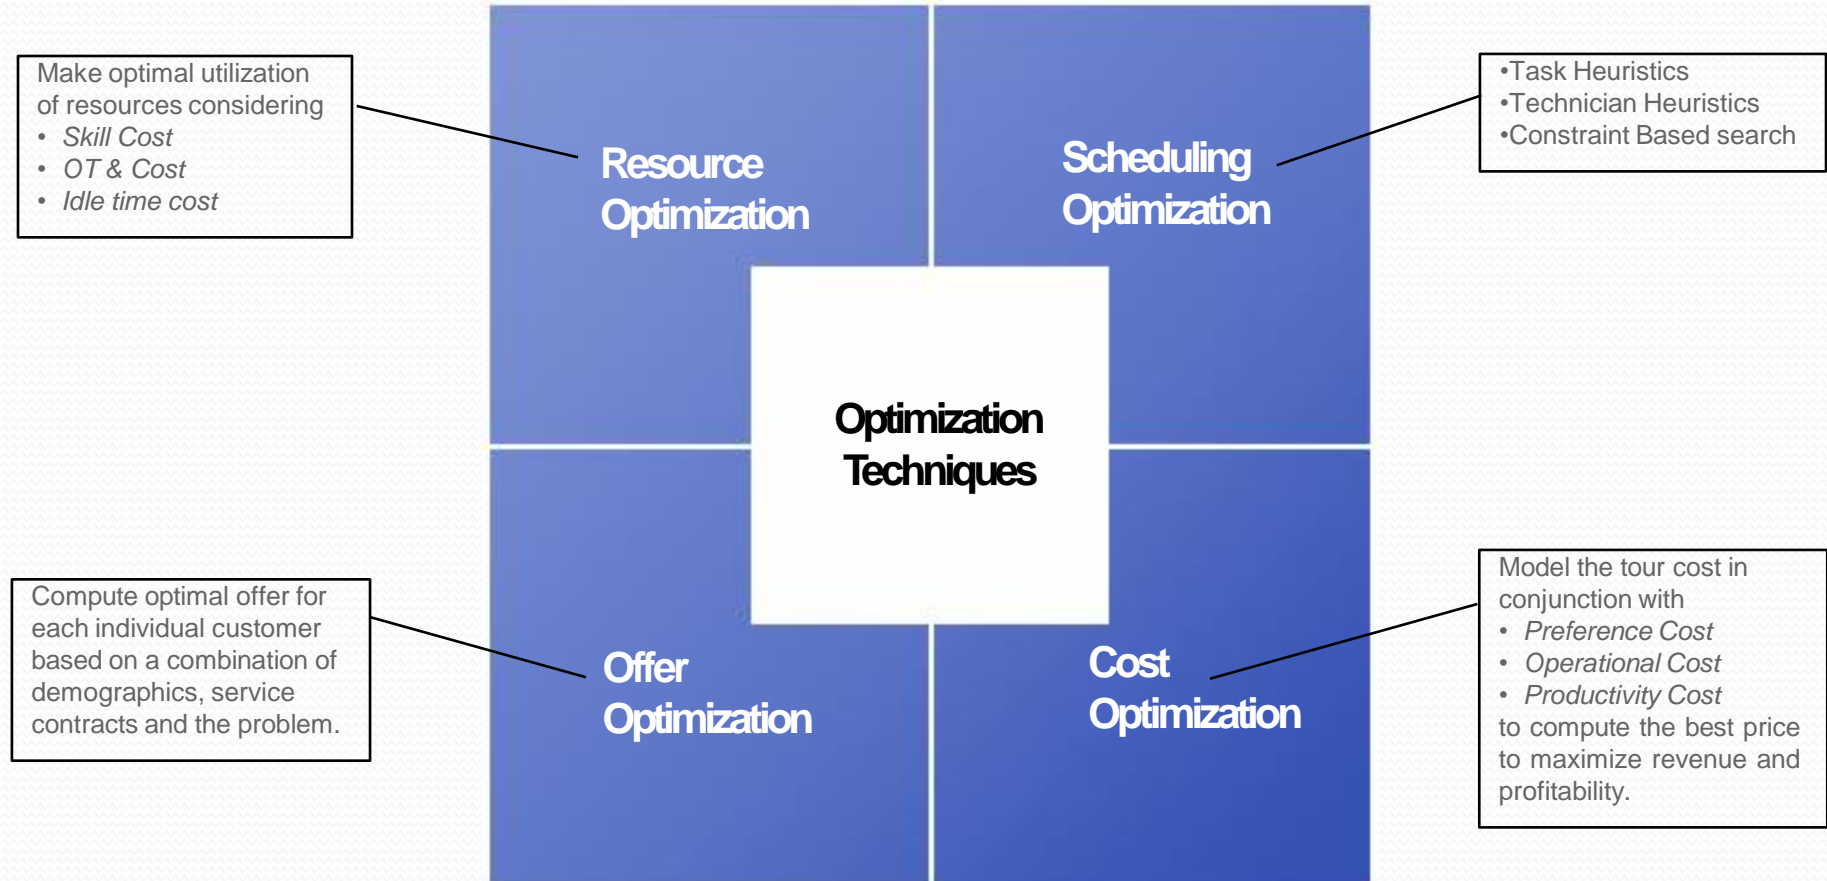 Make optimal utilization
of resources considering
• Skill Cost
• OT & Cost
• Idle time cost
Resource
Optimization
Scheduling
Optimization
•Task Heuristics
•Technician Heuristics
•Constraint Based search
Optimization
Techniques
Compute optimal offer for
each individual customer
based on a combination of
demographics, service
contracts and the problem.
Offer
Optimization
Cost
Optimization
Model the tour cost in
conjunction with
• Preference Cost
• Operational Cost
• Productivity Cost
to compute the best price
to maximize revenue and
profitability.